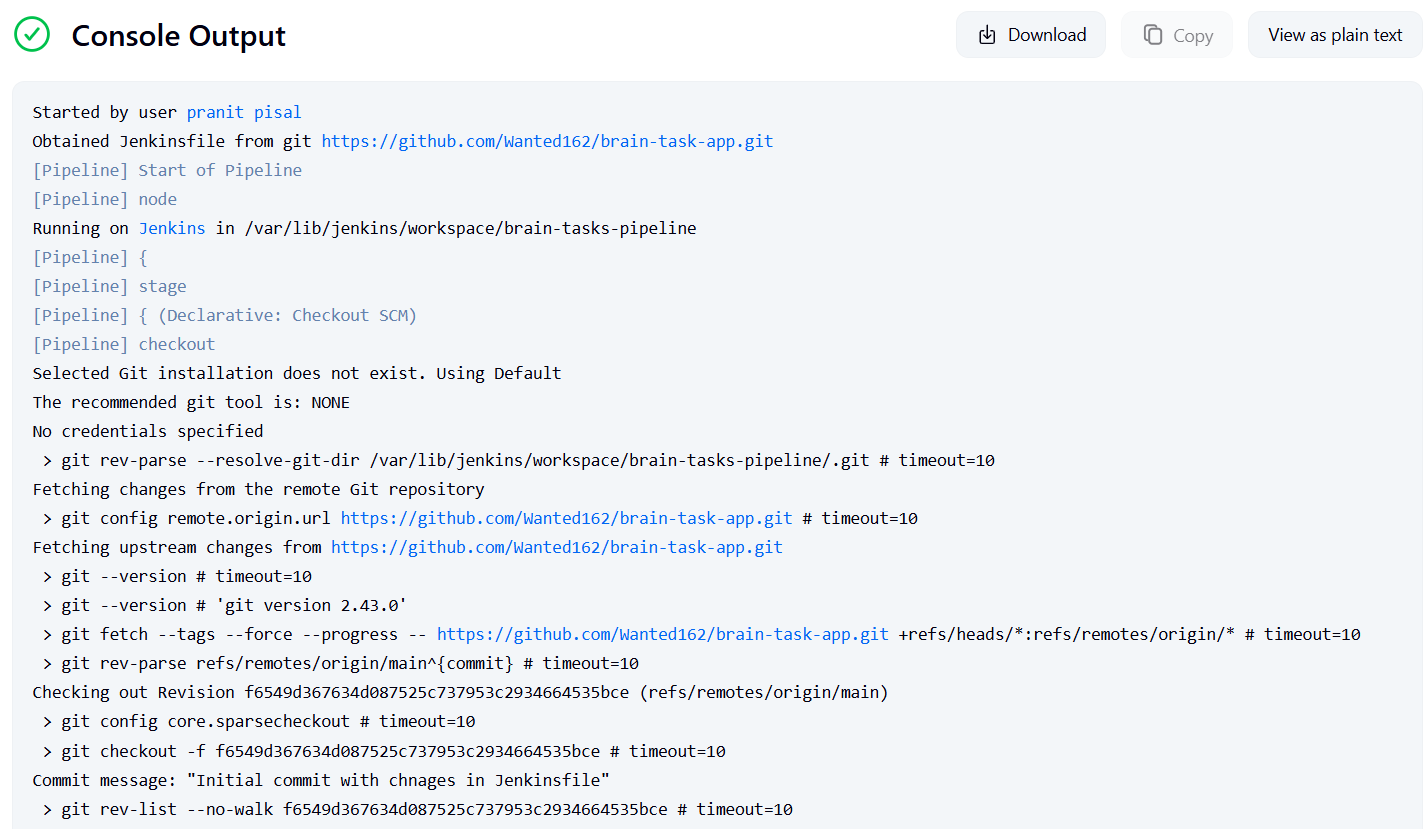 Console Output
Download
Copy
View as plain text
Started by user pranit pisal
Obtained Jenkinsfile from git https://github.com/Wanted162/brain-task-app.git
[Pipeline] Start of Pipeline
[Pipeline] node
Running on Jenkins in /var/lib/jenkins/workspace/brain-tasks-pipeline
[Pipeline] {
[Pipeline] stage
[Pipeline] { (Declarative: Checkout SCM)
[Pipeline] checkout
Selected Git installation does not exist. Using Default
The recommended git tool is: NONE
No credentials specified
 > git rev-parse --resolve-git-dir /var/lib/jenkins/workspace/brain-tasks-pipeline/.git # timeout=10
Fetching changes from the remote Git repository
 > git config remote.origin.url https://github.com/Wanted162/brain-task-app.git # timeout=10
Fetching upstream changes from https://github.com/Wanted162/brain-task-app.git
 > git --version # timeout=10
 > git --version # 'git version 2.43.0'
 > git fetch --tags --force --progress -- https://github.com/Wanted162/brain-task-app.git +refs/heads/*:refs/remotes/origin/* # timeout=10
 > git rev-parse refs/remotes/origin/main^{commit} # timeout=10
Checking out Revision f6549d367634d087525c737953c2934664535bce (refs/remotes/origin/main)
 > git config core.sparsecheckout # timeout=10
 > git checkout -f f6549d367634d087525c737953c2934664535bce # timeout=10
Commit message: "Initial commit with chnages in Jenkinsfile"
 > git rev-list --no-walk f6549d367634d087525c737953c2934664535bce # timeout=10